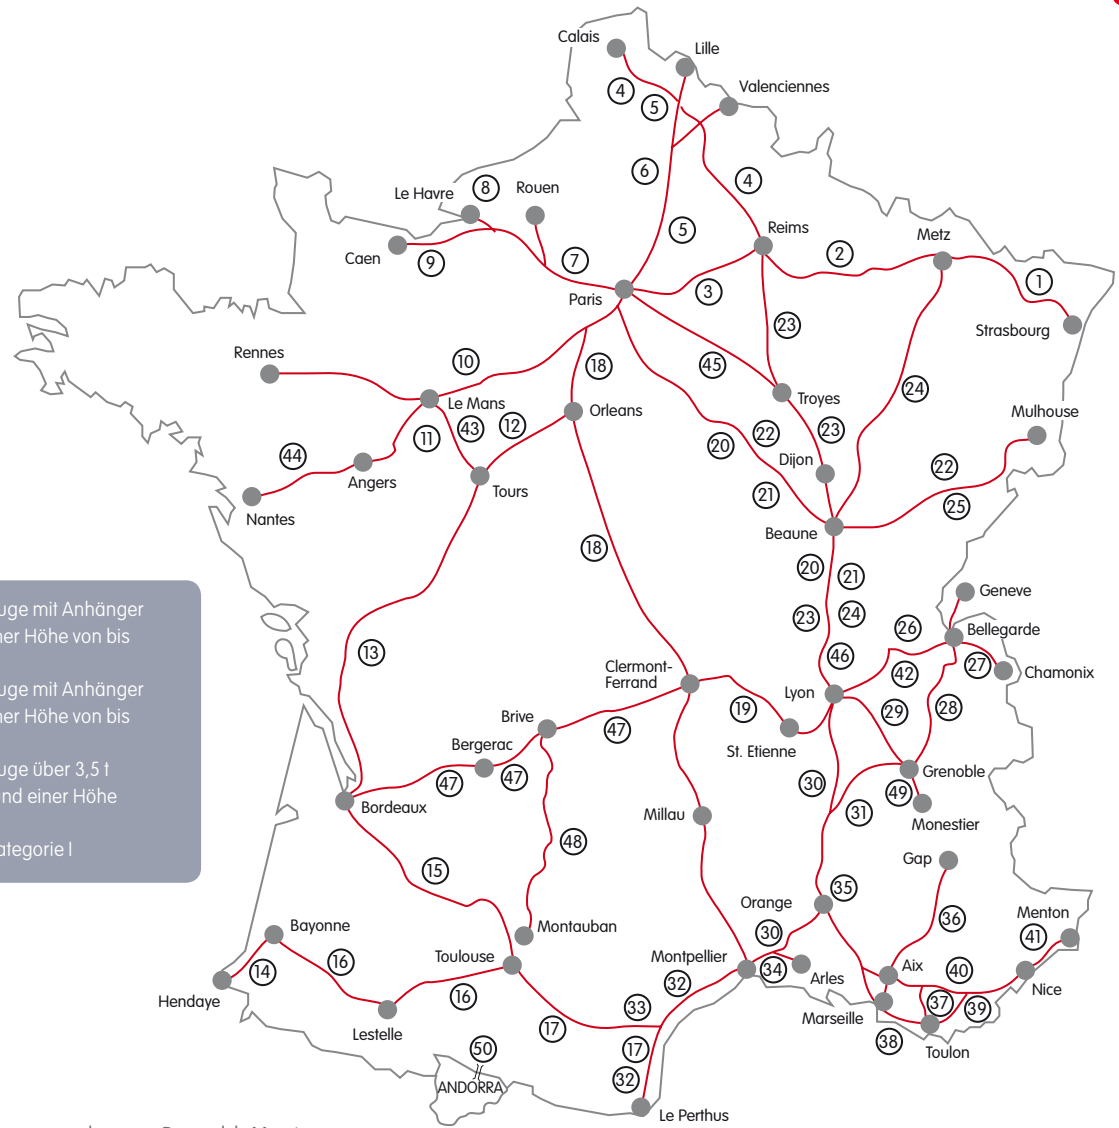 Calais
Lille
Valenciennes
4
5
6
4
Le Havre
8
Rouen
Caen
9
7
5
Reims
Metz
2
1
Paris
3
23
Strasbourg
Rennes
10
18
45
24
Le Mans
Orleans
Troyes
Mulhouse
11
43
12
22
23
20
44
Angers
Tours
Dijon
22
21
25
Nantes
Beaune
18
20
21
Geneve
23
24
26
Bellegarde
13
46
42
27
Chamonix
Clermont-
Ferrand
Lyon
19
29
28
Brive
47
St. Etienne
Bergerac
47
47
30
Grenoble
49
Bordeaux
Millau
31
Monestier
48
Gap
15
35
Orange
36
Menton
Bayonne
Montauban
30
41
16
Toulouse
Montpellier
34
Aix
40
14
16
32
Arles
Nice
Hendaye
Lestelle
33
Marseille
37
39
17
38
Toulon
50
17
32
ANDORRA
Le Perthus
uge mit Anhänger
ner Höhe von bis
uge mit Anhänger
ner Höhe von bis
uge über 3,5 t
und einer Höhe
ategorie I